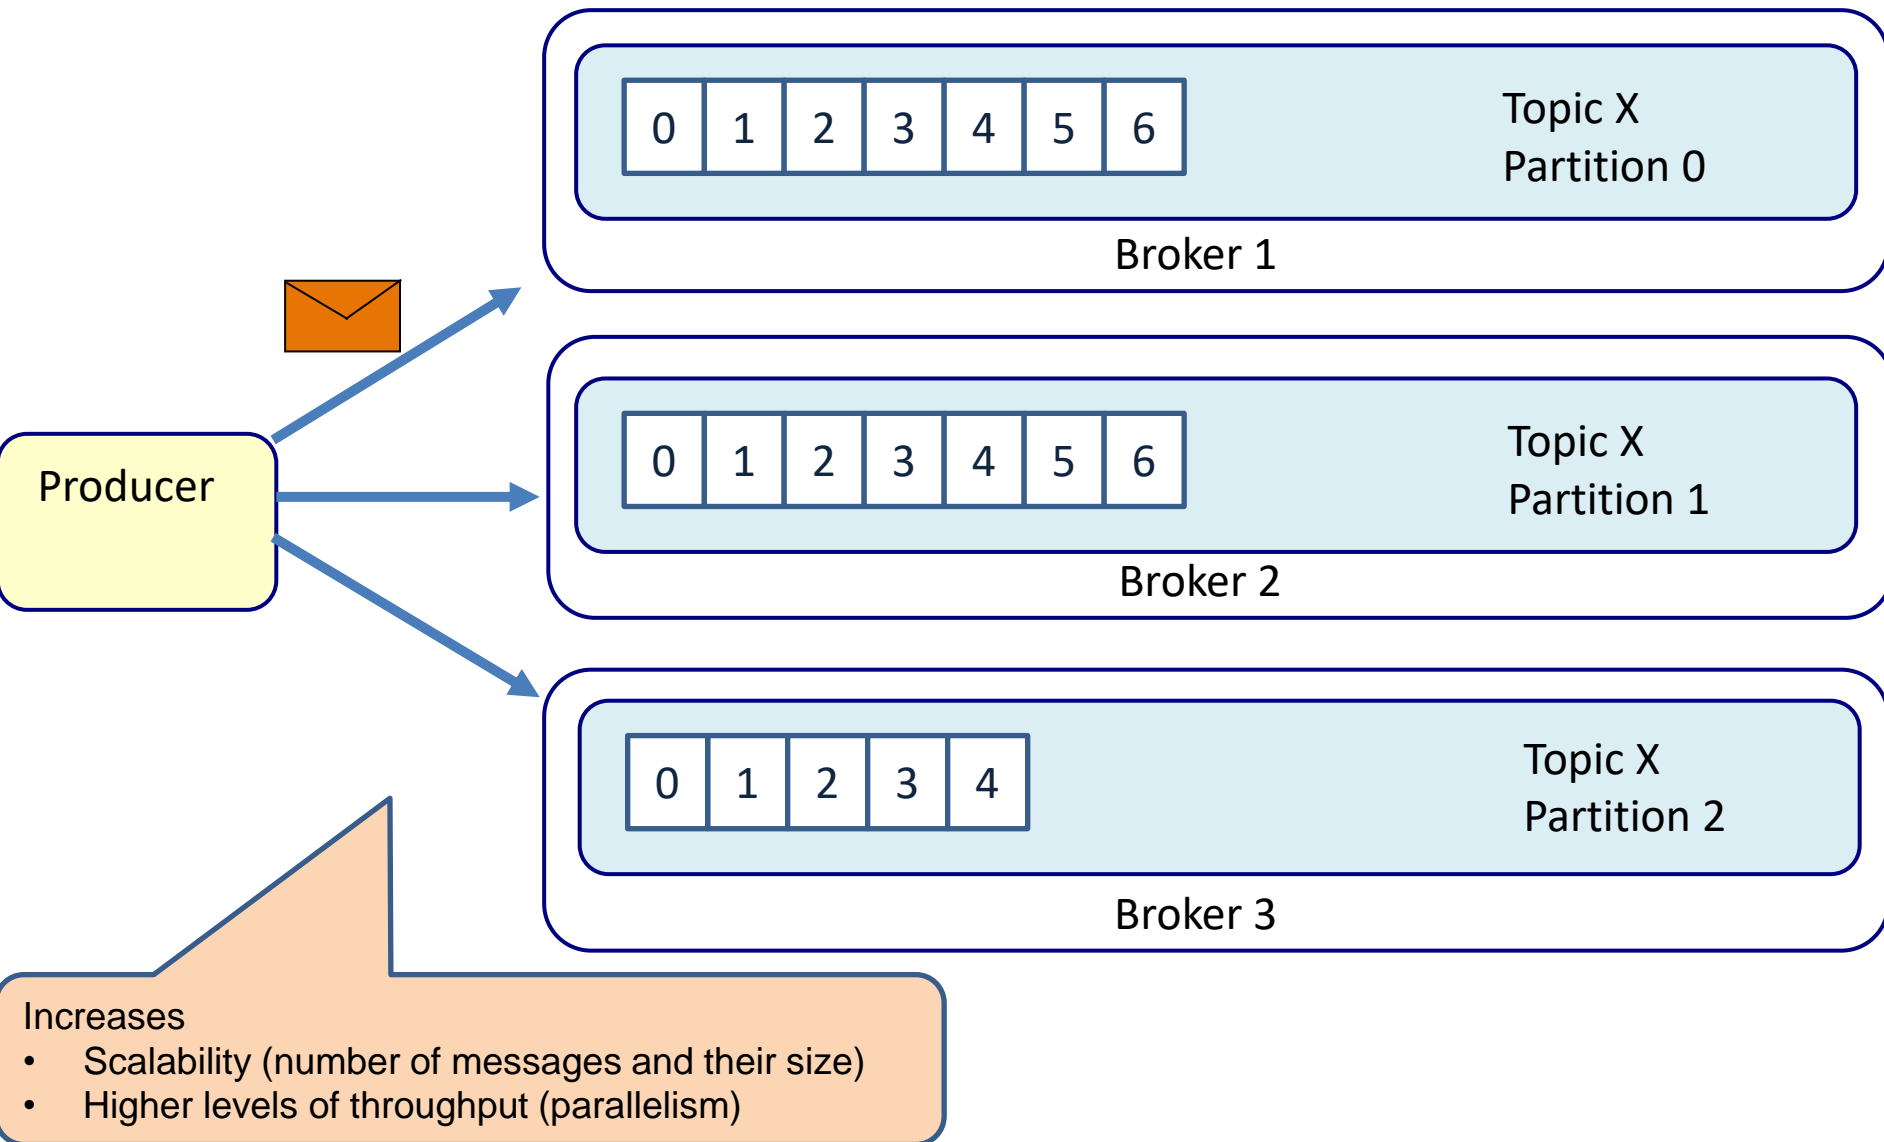 0 1 2 3 4 5 6
Topic X
Partition 0
Broker 1
Producer
0 1 2 3 4 5 6
Topic X
Partition 1
Broker 2
0 1 2 3 4
Topic X
Partition 2
Broker 3
Increases
• Scalability (number of messages and their size)
• Higher levels of throughput (parallelism)